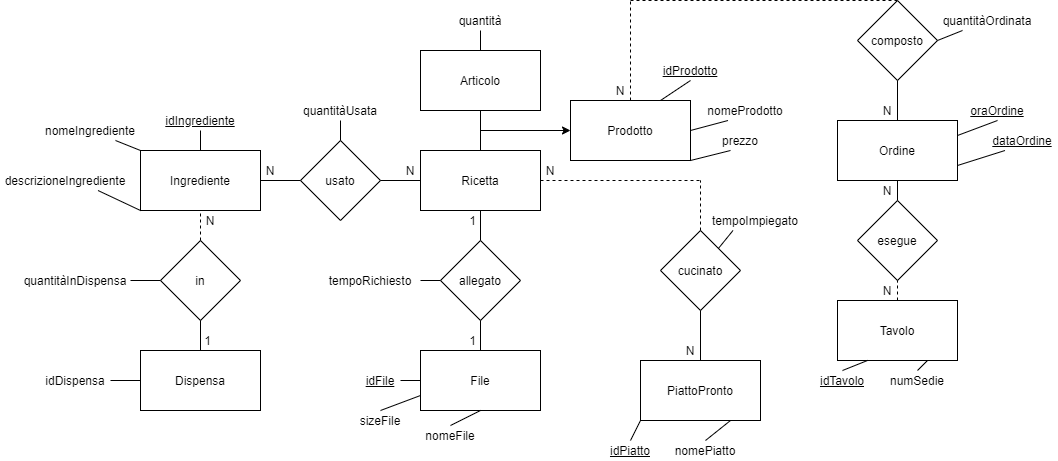 quantità
quantitàOrdinata
composto
Articolo
idProdotto
N
quantitàUsata
nomeProdotto
N
oraOrdine
idIngrediente
nomeIngrediente
Prodotto
prezzo
dataOrdine
Ordine
descrizioneIngrediente
Ingrediente
N
usato
N
Ricetta
N
N
N
1
tempoImpiegato
esegue
quantitàInDispensa
in
tempoRichiesto
allegato
cucinato
N
1
1
N
Tavolo
idDispensa
Dispensa
idFile
File
PiattoPronto
idTavolo
numSedie
sizeFile
nomeFile
idPiatto
nomePiatto